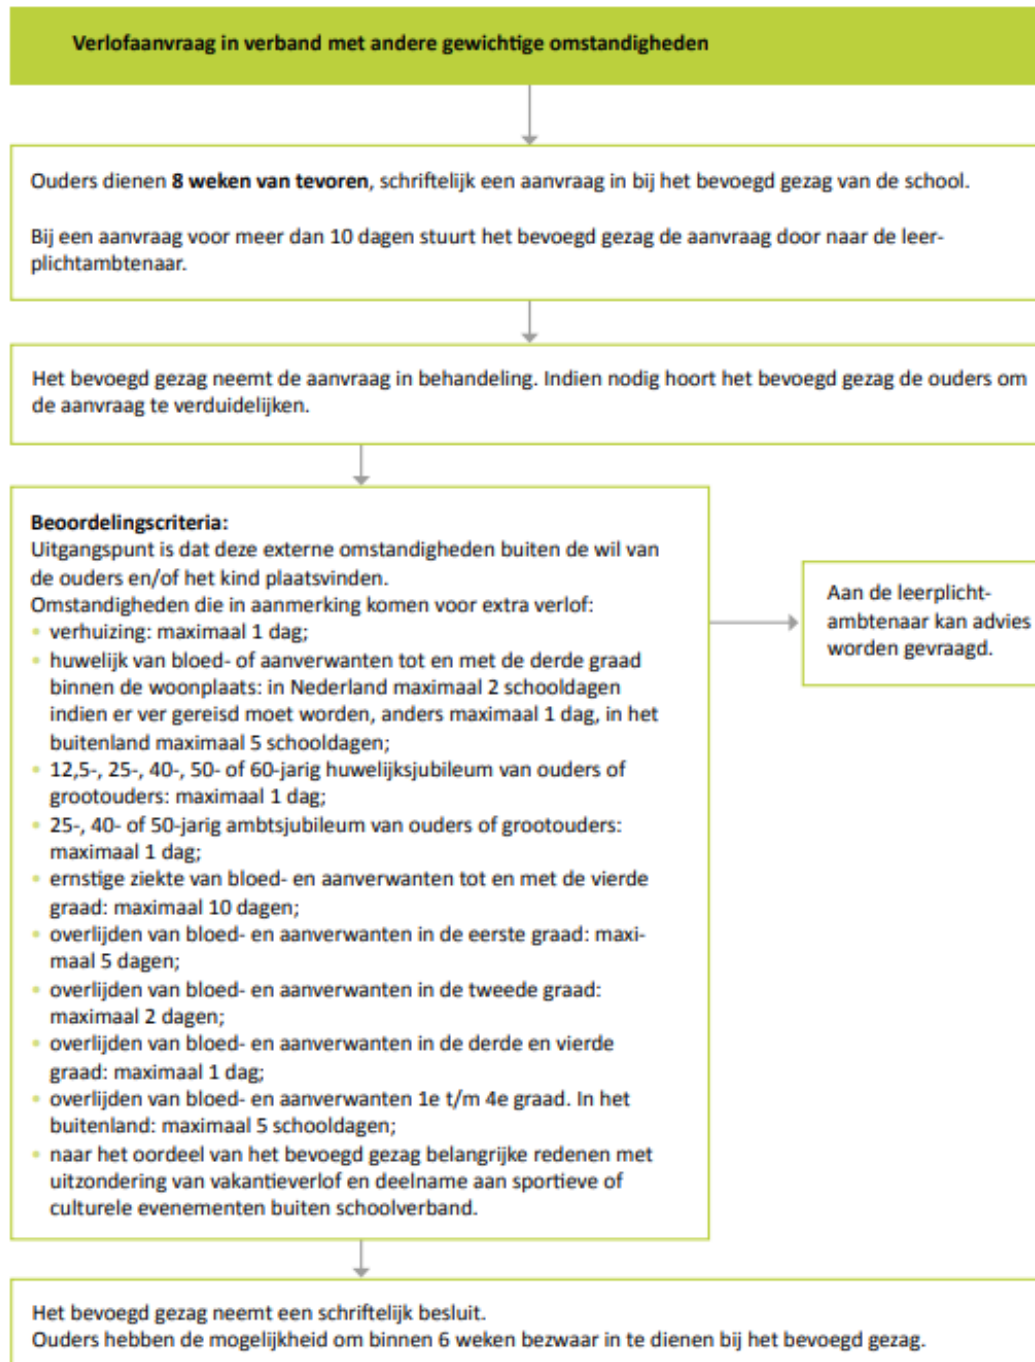 Verlofaanvraag in verband met andere gewichtige omstandigheden
Ouders dienen 8 weken van tevoren, schriftelijk een aanvraag in bij het bevoegd gezag van de school.
Bij een aanvraag voor meer dan 10 dagen stuurt het bevoegd gezag de aanvraag door naar de leer-
plichtambtenaar.
Het bevoegd gezag neemt de aanvraag in behandeling. Indien nodig hoort het bevoegd gezag de ouders om
de aanvraag te verduidelijken.
Beoordelingscriteria:
Uitgangspunt is dat deze externe omstandigheden buiten de wil van
de ouders en/of het kind plaatsvinden.
Omstandigheden die in aanmerking komen voor extra verlof:
• verhuizing: maximaal 1 dag;
• huwelijk van bloed- of aanverwanten tot en met de derde graad
binnen de woonplaats: in Nederland maximaal 2 schooldagen
indien er ver gereisd moet worden, anders maximaal 1 dag, in het
buitenland maximaal 5 schooldagen;
• 12,5-, 25-, 40-, 50- of 60-jarig huwelijksjubileum van ouders of
grootouders: maximaal 1 dag;
• 25-, 40- of 50-jarig ambtsjubileum van ouders of grootouders:
maximaal 1 dag;
• ernstige ziekte van bloed- en aanverwanten tot en met de vierde
graad: maximaal 10 dagen;
• overlijden van bloed- en aanverwanten in de eerste graad: maxi-
maal 5 dagen;
• overlijden van bloed- en aanverwanten in de tweede graad:
maximaal 2 dagen;
• overlijden van bloed- en aanverwanten in de derde en vierde
graad: maximaal 1 dag;
• overlijden van bloed- en aanverwanten 1e t/m 4e graad. In het
buitenland: maximaal 5 schooldagen;
• naar het oordeel van het bevoegd gezag belangrijke redenen met
uitzondering van vakantieverlof en deelname aan sportieve of
culturele evenementen buiten schoolverband.
Aan de leerplicht-
ambtenaar kan advies
worden gevraagd.
Het bevoegd gezag neemt een schriftelijk besluit.
Ouders hebben de mogelijkheid om binnen 6 weken bezwaar in te dienen bij het bevoegd gezag.